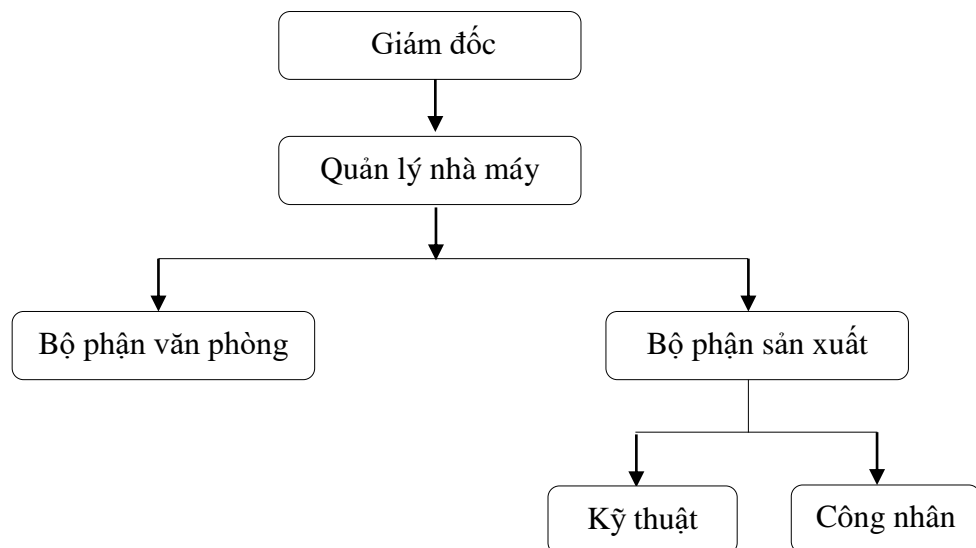 Giám đốc
Quản lý nhà máy
Bộ phận văn phòng
Bộ phận sản xuất
Kỹ thuật
Công nhân